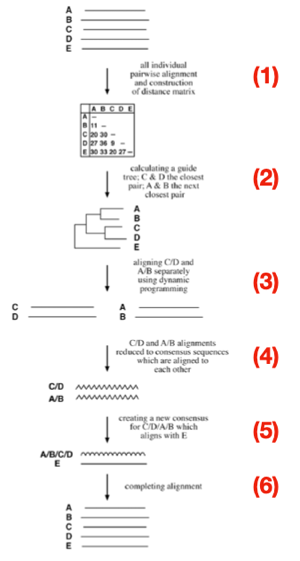 A
B
C
D
E
all individual
pairwise alignment
and construction
of distance matrix
(1)
A B C D E
A –
B 11 –
C 20 30 –
D 27 36 9 –
E 30 33 20 27 –
calculating a guide
tree; C & D the closest
pair; A & B the next
closest pair
(2)
A
B
C
D
E
aligning C/D and
A/B separately
using dynamic
programming
(3)
C A
D B
C/D and A/B alignments
reduced to consensus sequences
which are aligned to
each other
(4)
C/D
A/B
creating a new consensus
for C/D/A/B which
aligns with E
(5)
A/B/C/D
E
completing alignment
(6)
A
B
C
D
E